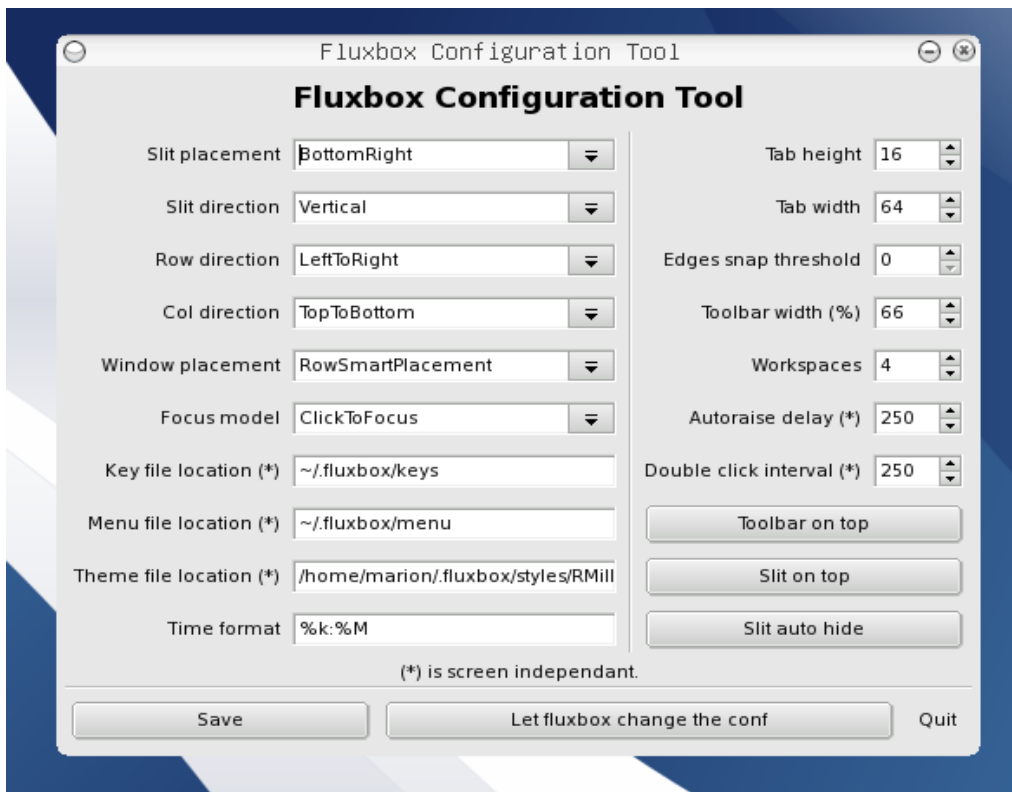 Fluxbox Configuration Tool
Fluxbox Configuration Tool
Slit placement BottomRight
Slit direction Vertical
Row direction LeftToRight
Col direction TopToBottom
Window placement RowSmartPlacement
Focus model ClickToFocus
Key file location (*) ~/.fluxbox/keys
Menu file location (*) ~/.fluxbox/menu
Theme file location (*) /home/marion/.fluxbox/styles/RMill
Time format %k:%M
Tab height 16
Tab width 64
Edges snap threshold 0
Toolbar width (%) 66
Workspaces 4
Autoraise delay (*) 250
Double click interval (*) 250
Toolbar on top
Slit on top
Slit auto hide
(*) is screen independant.
Save Let fluxbox change the conf Quit